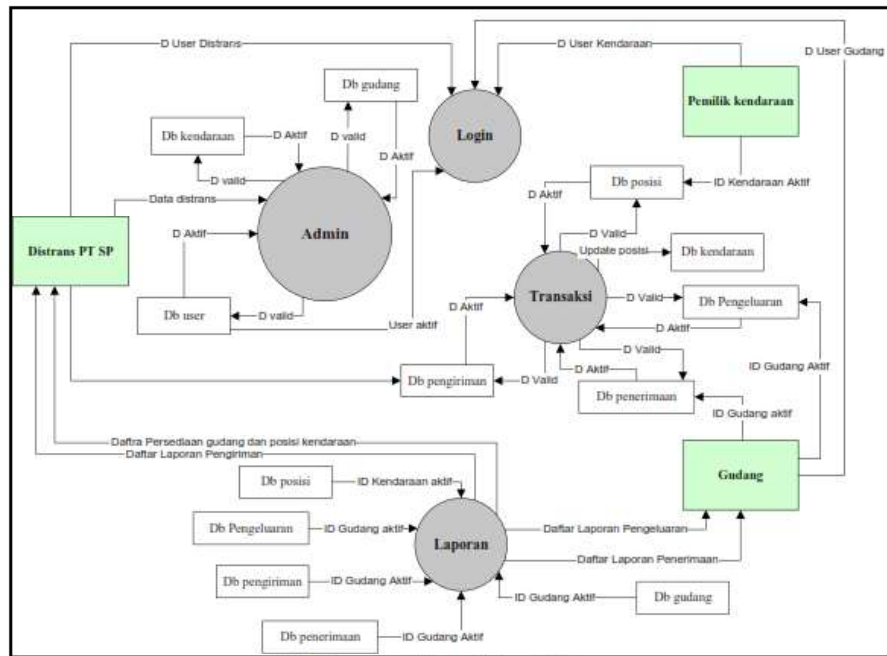 D User Distrans
D User Kendaraan
D User Gudang
Db gudang
Pemilik kendaraan
Db kendaraan
D Aktif
D valid
Login
D Aktif
D valid
Db posisi
ID Kendaraan Aktif
D Aktif
Data distrans
Distrans PT SP
D Aktif
Admin
D Valid
Update posisi
Db kendaraan
Transaksi
D Valid
Db Pengeluaran
D Aktif
Db user
D valid
User aktif
D Aktif
D Valid
ID Gudang Aktif
Db pengiriman
D Valid
D Aktif
Db penerimaan
ID Gudang aktif
Daftra Persediaan gudang dan posisi kendaraan
Daftar Laporan Pengiriman
Gudang
Db posisi
ID Kendaraan aktif
Db Pengeluaran
ID Gudang aktif
Laporan
Daftar Laporan Pengeluaran
Daftar Laporan Penerimaan
Db pengiriman
ID Gudang Aktif
ID Gudang Aktif
Db gudang
Db penerimaan
ID Gudang Aktif